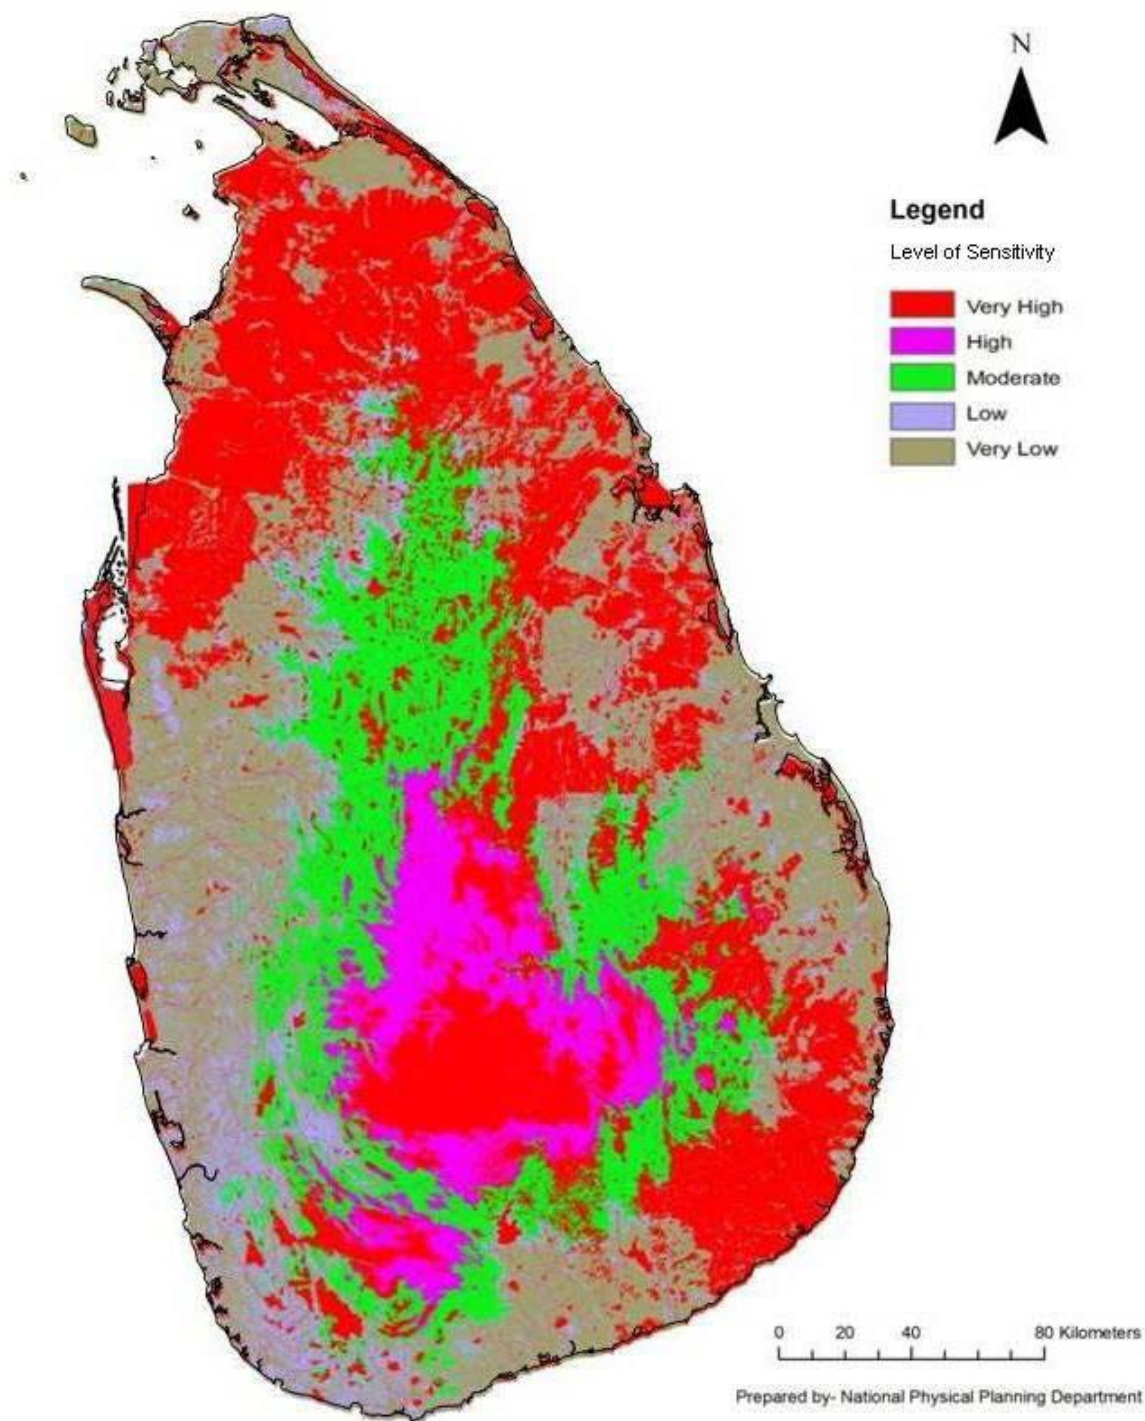 N
Legend
Level of Sensitivity
Very High
High
Moderate
Low
Very Low
0 20 40 80 Kilometers
Prepared by- National Physical Planning Department